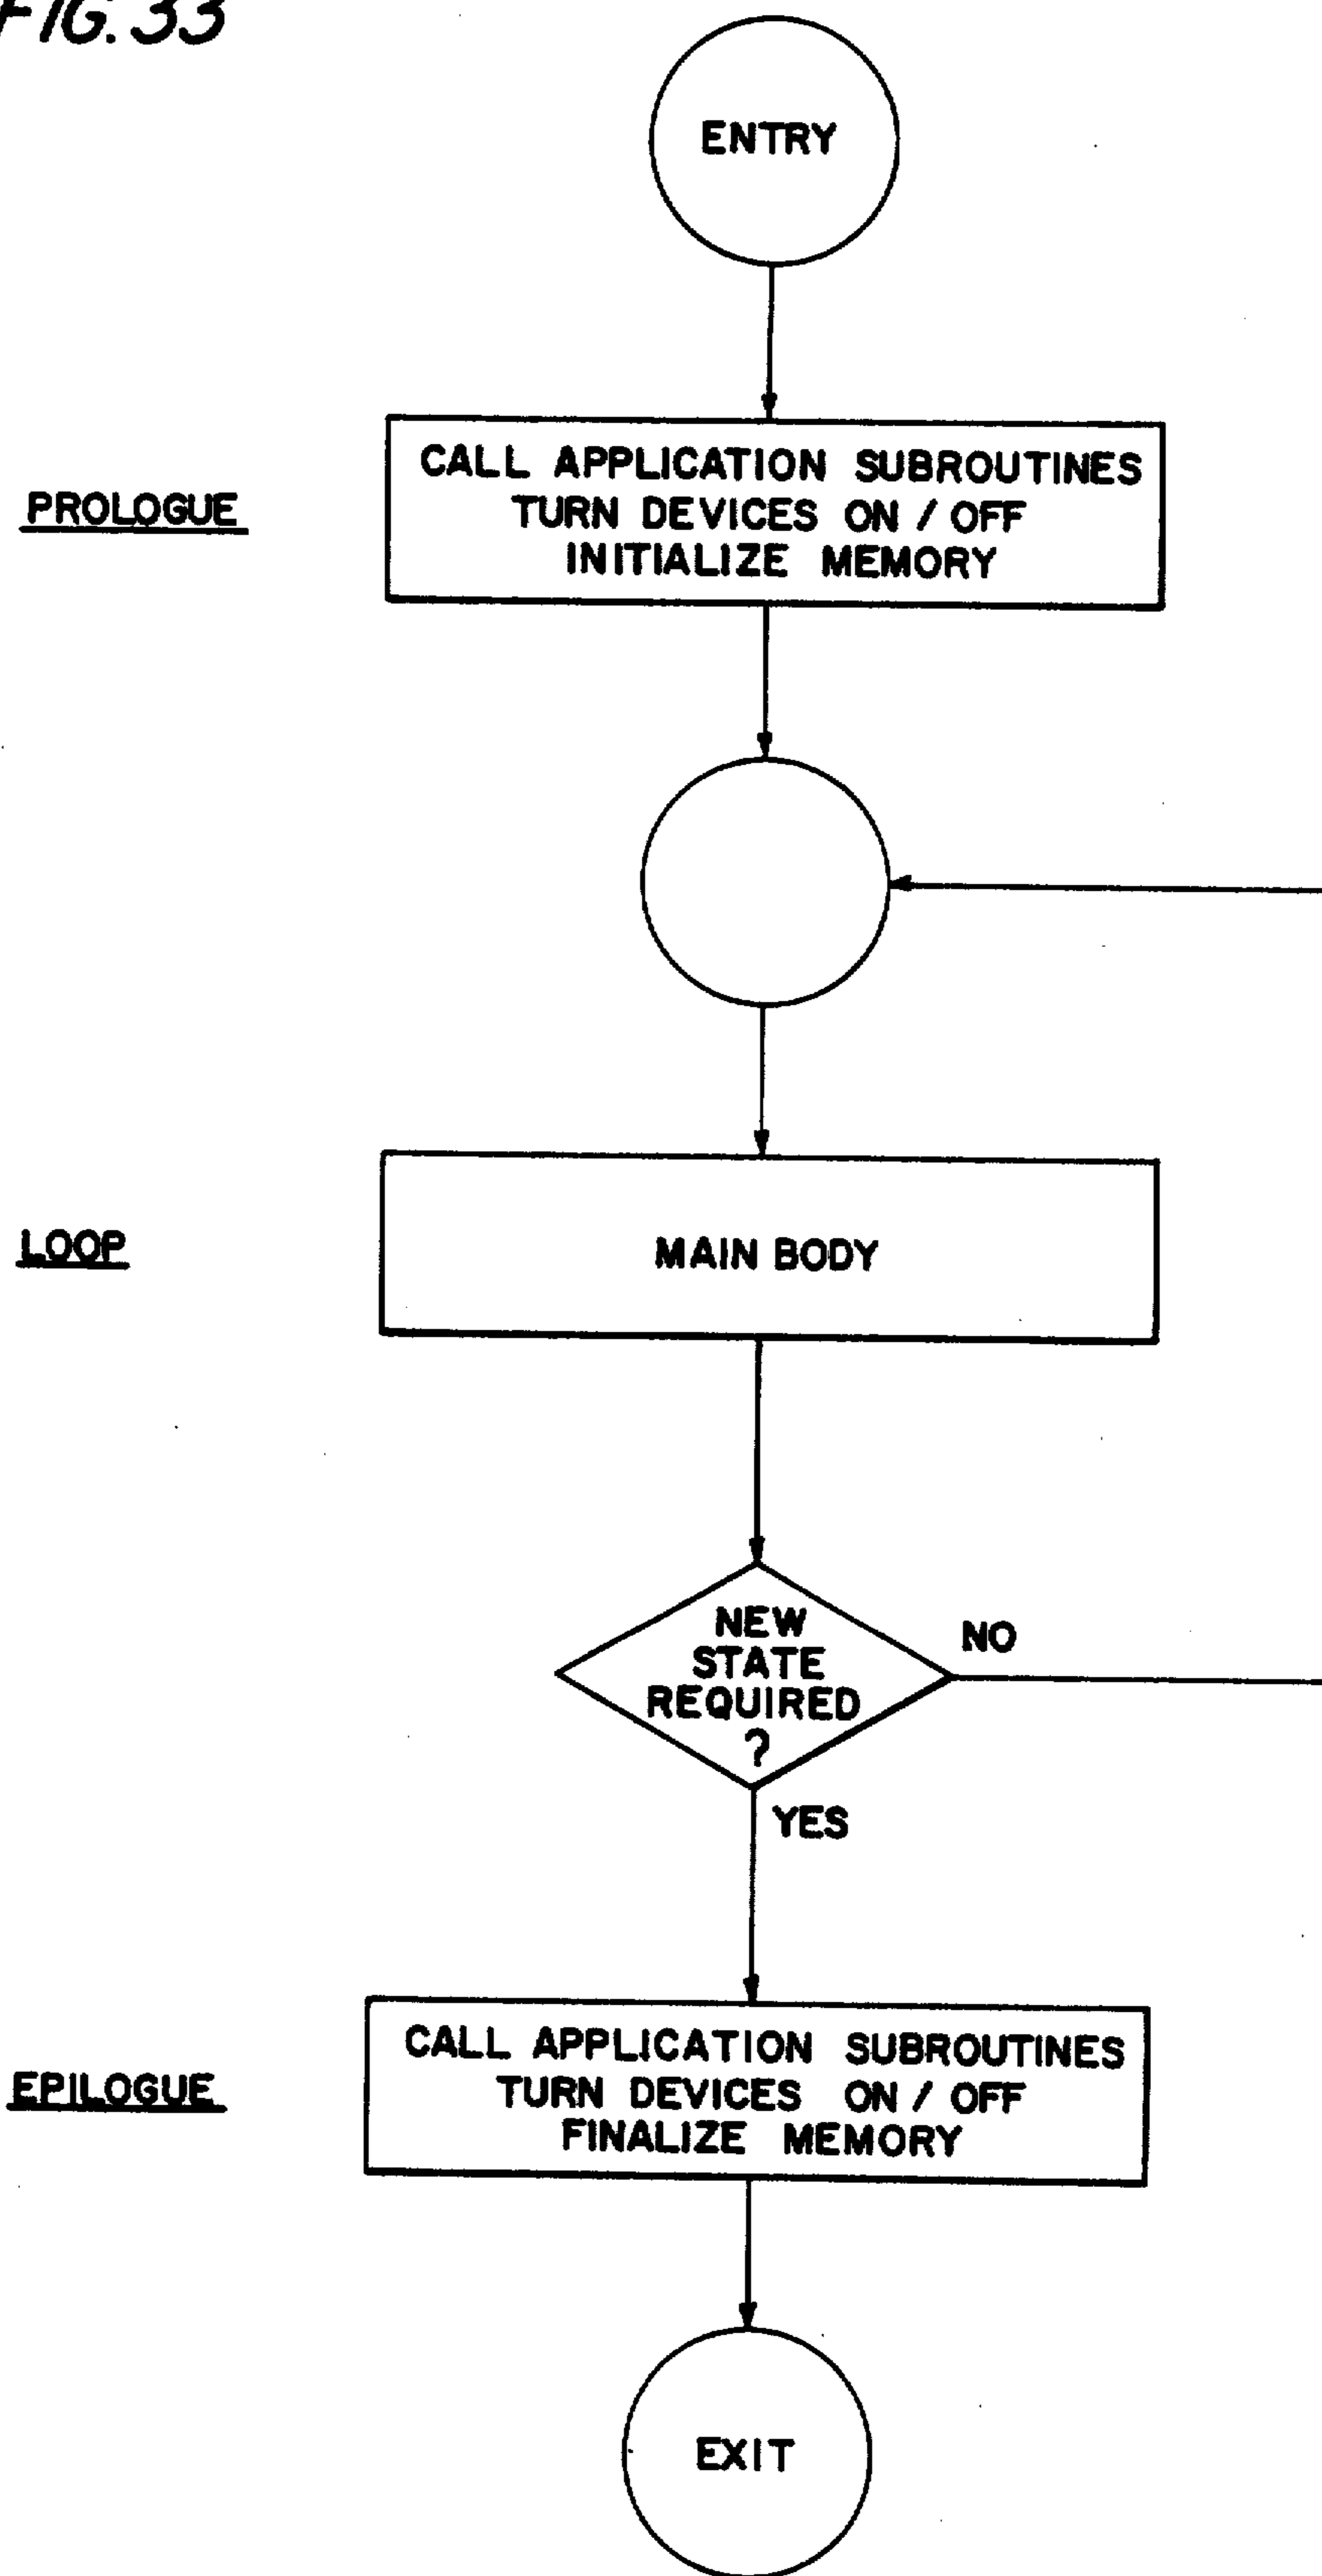 FIG. 33
ENTRY
PROLOGUE
CALL APPLICATION SUBROUTINES
TURN DEVICES ON / OFF
INITIALIZE MEMORY
LOOP
MAIN BODY
NEW
STATE
REQUIRED
?
NO
YES
EPILOGUE
CALL APPLICATION SUBROUTINES
TURN DEVICES ON / OFF
FINALIZE MEMORY
EXIT